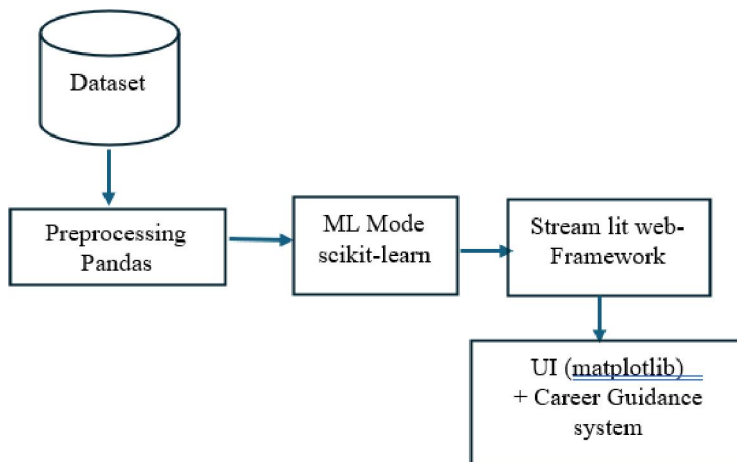 Dataset
Preprocessing
Pandas
ML Mode
scikit-learn
Stream lit web-
Framework
UI (matplotlib)
+ Career Guidance
system